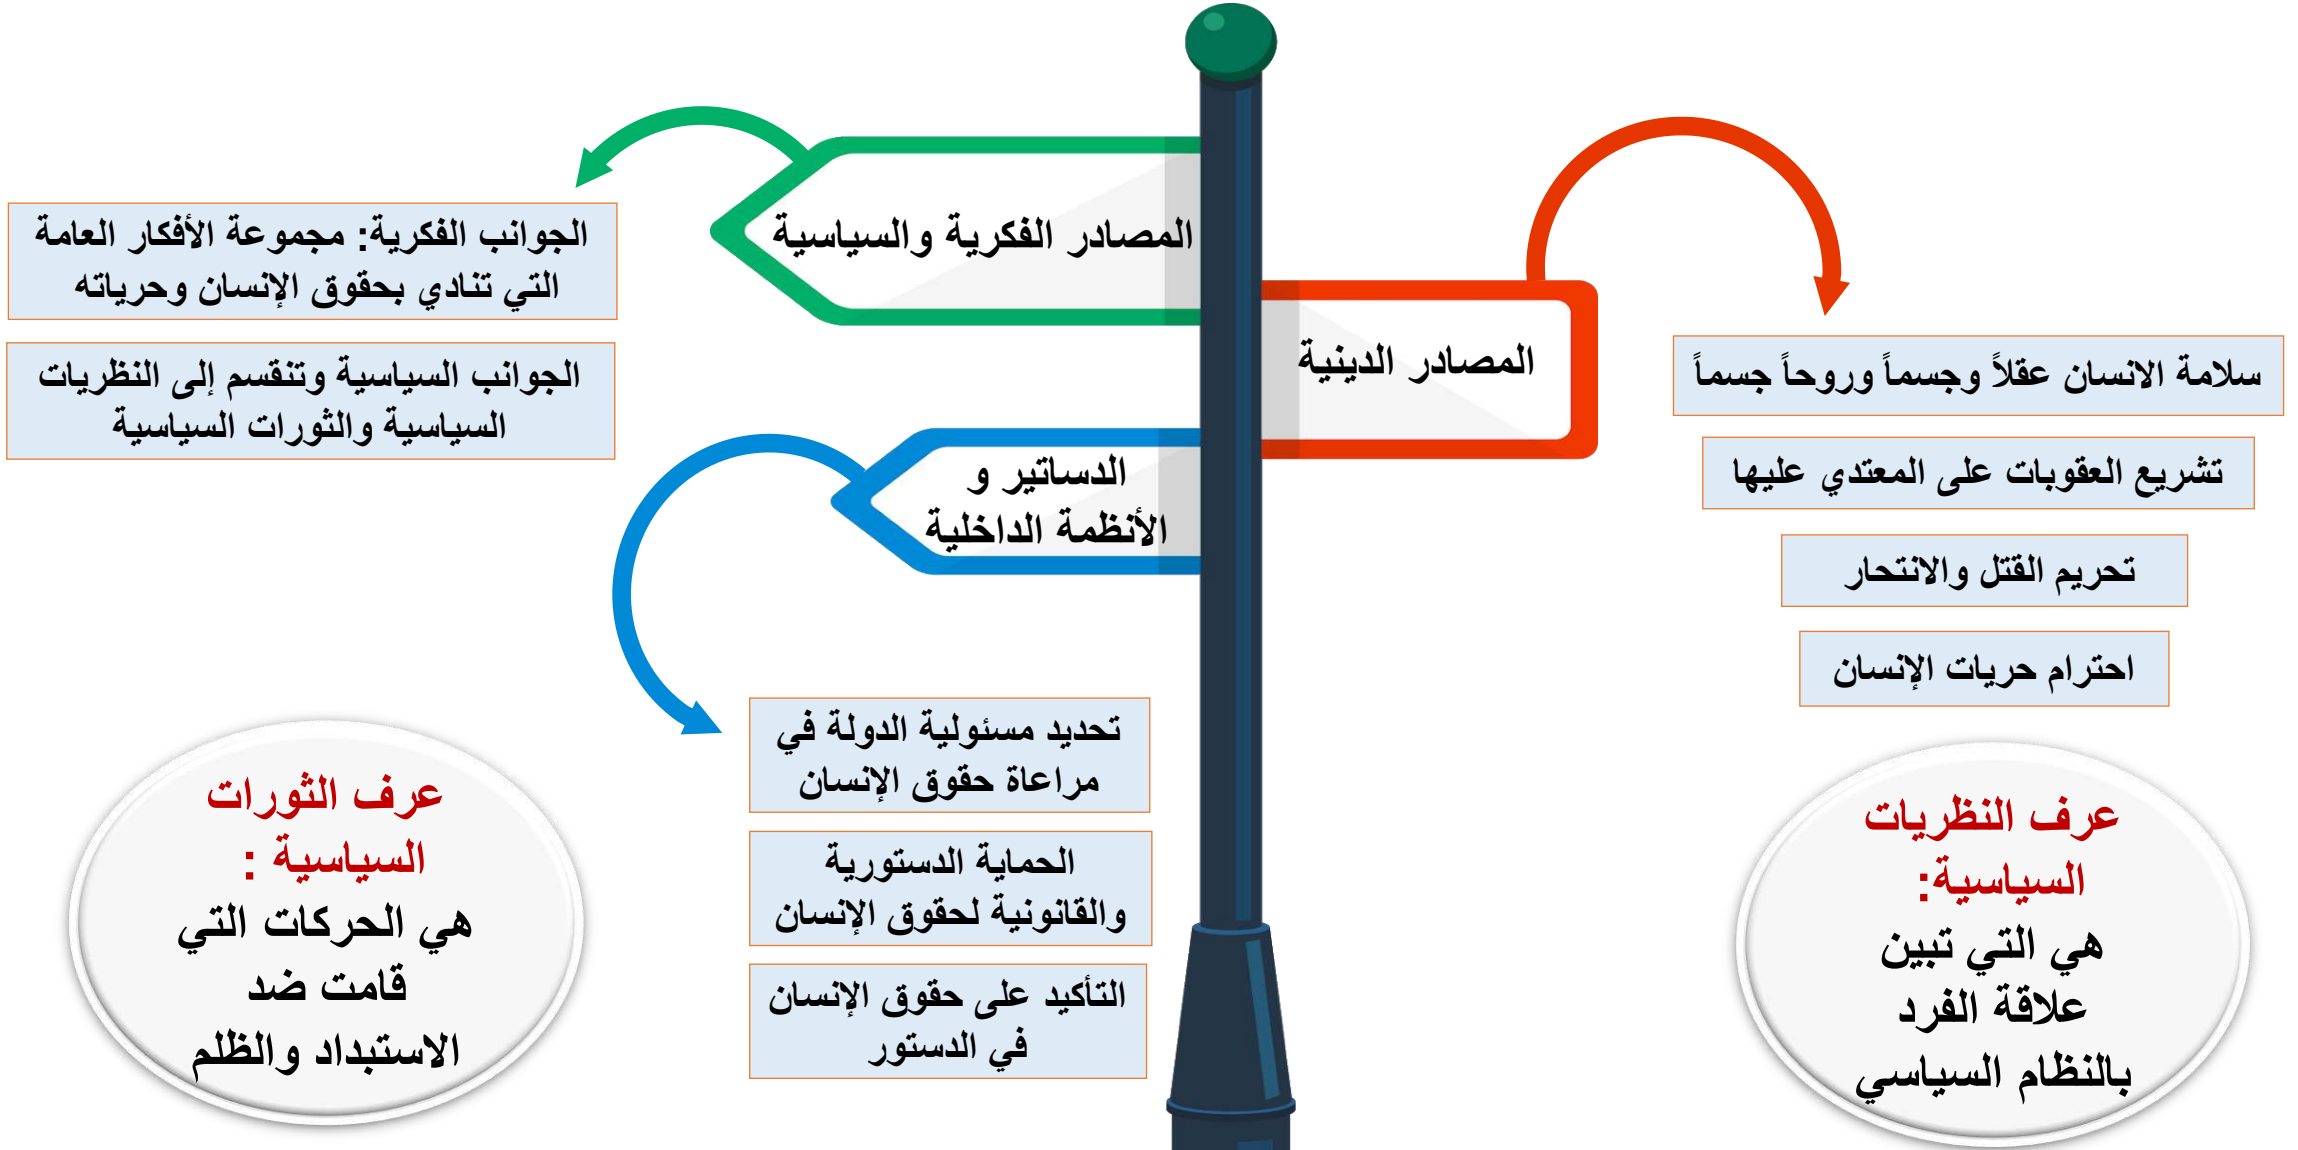 المصادر الفكرية والسياسية
الجوانب الفكرية: مجموعة الأفكار العامة
التي تنادي بحقوق الإنسان وحرياته
الجوانب السياسية وتنقسم إلى النظريات
السياسية والثورات السياسية
المصادر الدينية
سلامة الانسان عقلاً وجسماً وروحاً جسماً
تشريع العقوبات على المعتدي عليها
تحريم القتل والانتحار
احترام حريات الإنسان
الدساتير و
الأنظمة الداخلية
تحديد مسئولية الدولة في
مراعاة حقوق الإنسان
الحماية الدستورية
والقانونية لحقوق الإنسان
التأكيد على حقوق الإنسان
في الدستور
عرف النظريات
السياسية:
هي التي تبين
علاقة الفرد
بالنظام السياسي
عرف الثورات
السياسية :
هي الحركات التي
قامت ضد
الاستبداد والظلم